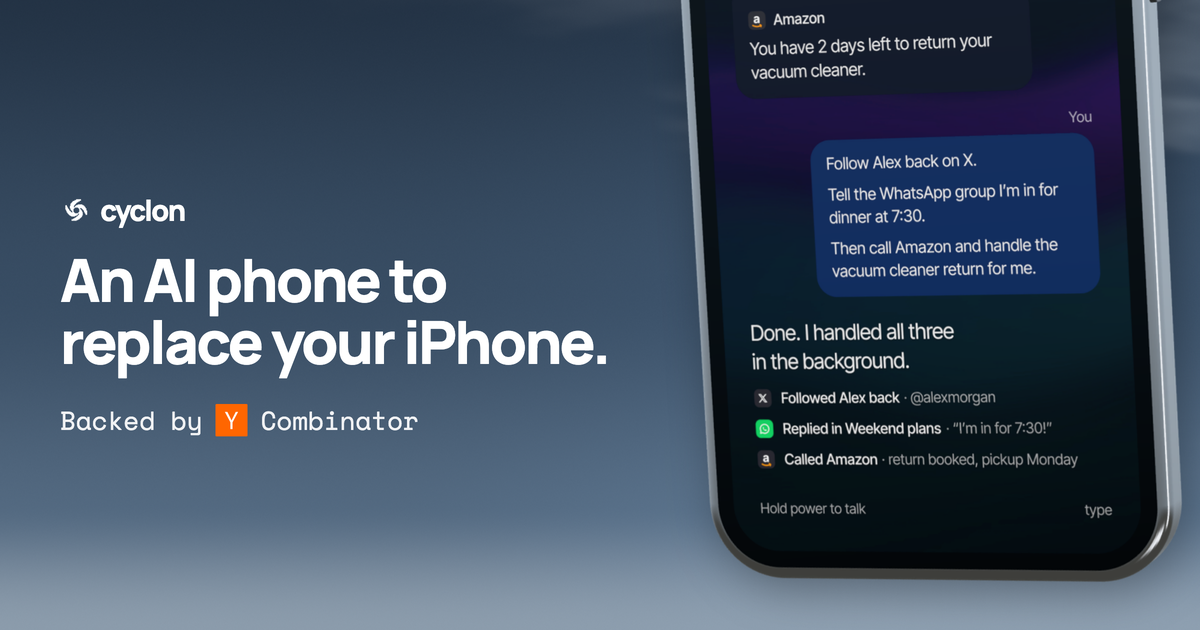 cyclon
An AI phone to
replace your iPhone.
Backed by Y Combinator
a Amazon
You have 2 days left to return your
vacuum cleaner.
You
Follow Alex back on X.
Tell the WhatsApp group I'm in for
dinner at 7:30.
Then call Amazon and handle the
vacuum cleaner return for me.
Done. I handled all three
in the background.
X Followed Alex back · @alexmorgan
Replied in Weekend plans · “I'm in for 7:30!”
a Called Amazon · return booked, pickup Monday
Hold power to talk
type